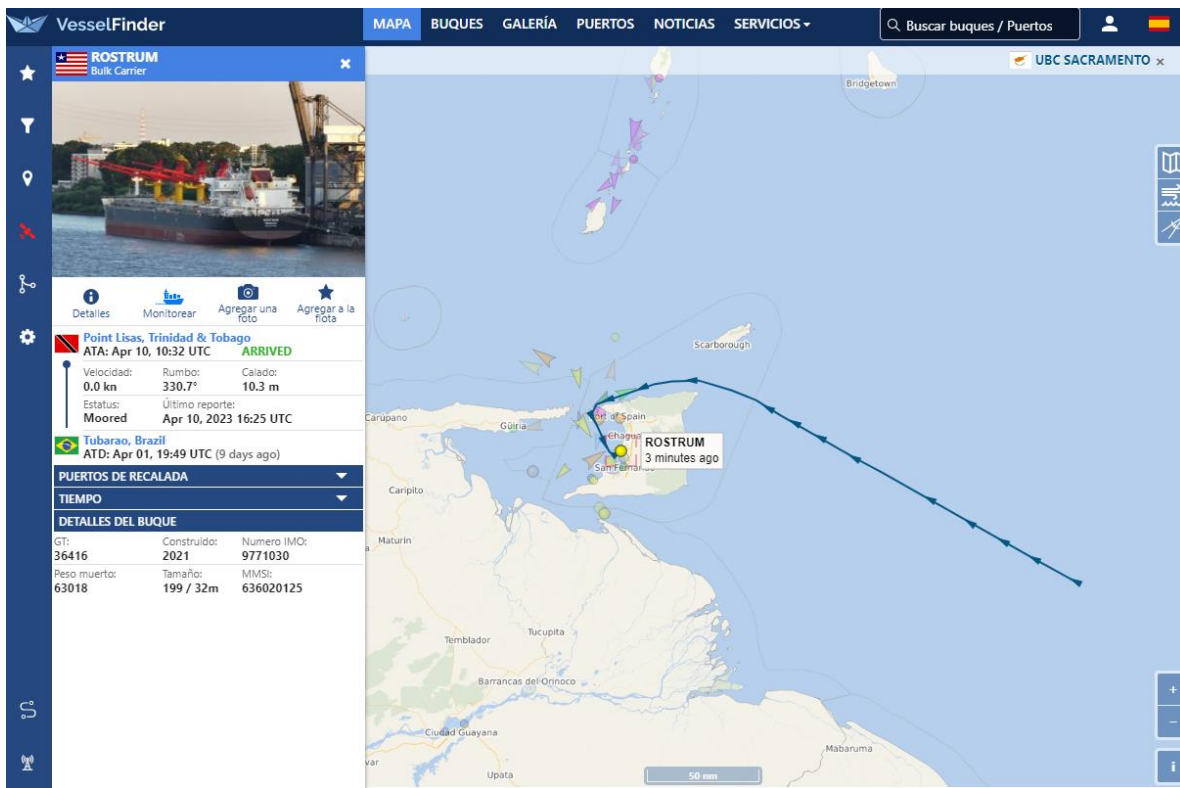 VesselFinder
MAPA BUQUES GALERÍA PUERTOS NOTICIAS SERVICIOS
Buscar buques / Puertos
ROSTRUM
Bulk Carrier
UBC SACRAMENTO ×
Detalles
Monitorear
Agregar una foto
Agregar a la flota
Point Lisas, Trinidad & Tobago
ATA: Apr 10, 10:32 UTC ARRIVED
Velocidad: Rumbo: Calado:
0.0 kn 330.7° 10.3 m
Estatus: Último reporte:
Moored Apr 10, 2023 16:25 UTC
Tubarao, Brazil
ATD: Apr 01, 19:49 UTC (9 days ago)
PUERTOS DE RECALADA
TIEMPO
DETALLES DEL BUQUE
GT: Construido: Numero IMO:
36416 2021 9771030
Peso muerto: Tamaño: MMSI:
63018 199 / 32m 636020125
Bridgetown
Scarborough
Carupano
Güiria
of Spain
Chagua
ROSTRUM
3 minutes ago
San Fernan
Caripito
Maturin
Tucupita
Temblador
Barrancas del Orinoco
Ciudad Guayana
Mabaruma
var
Upata
50 nm